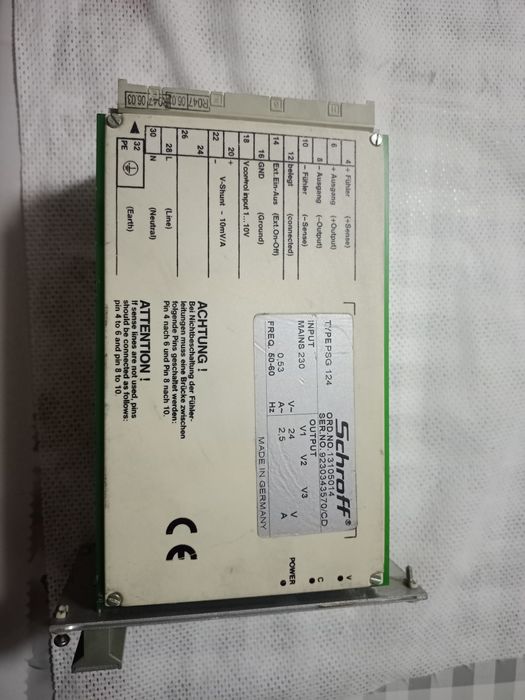 4 + Fühler (+Sense)
6 + Ausgang (+Output)
8 − Ausgang (−Output)
10 − Fühler (−Sense)
12 belegt (connected)
14 Ext.Ein-Aus (Ext.On-Off)
16 GND (Ground)
18 Vcontrol input 1...10V
20 +
V-Shunt - 10mV/A
22 −
24
26
28 L (Line)
30 N (Neutral)
32 PE (Earth)
ACHTUNG !
Bei Nichtbeschaltung der Fühler-
leitungen muss eine Brücke zwischen
folgende Pins geschaltet werden:
Pin 4 nach 6 und Pin 8 nach 10.
ATTENTION !
If sense lines are not used, pins
should be connected as follows:
pin 4 to 6 and pin 8 to 10
Schroff®
TYPE PSG 124 ORD.NO.13105014
SER.NO.9230343570/CD
INPUT OUTPUT
MAINS 230 V~ V1 V2 V3
0,53 A~ 24 V
FREQ. 50-60 Hz 2,5 A
MADE IN GERMANY
CE
V
C
POWER
R047 06.03